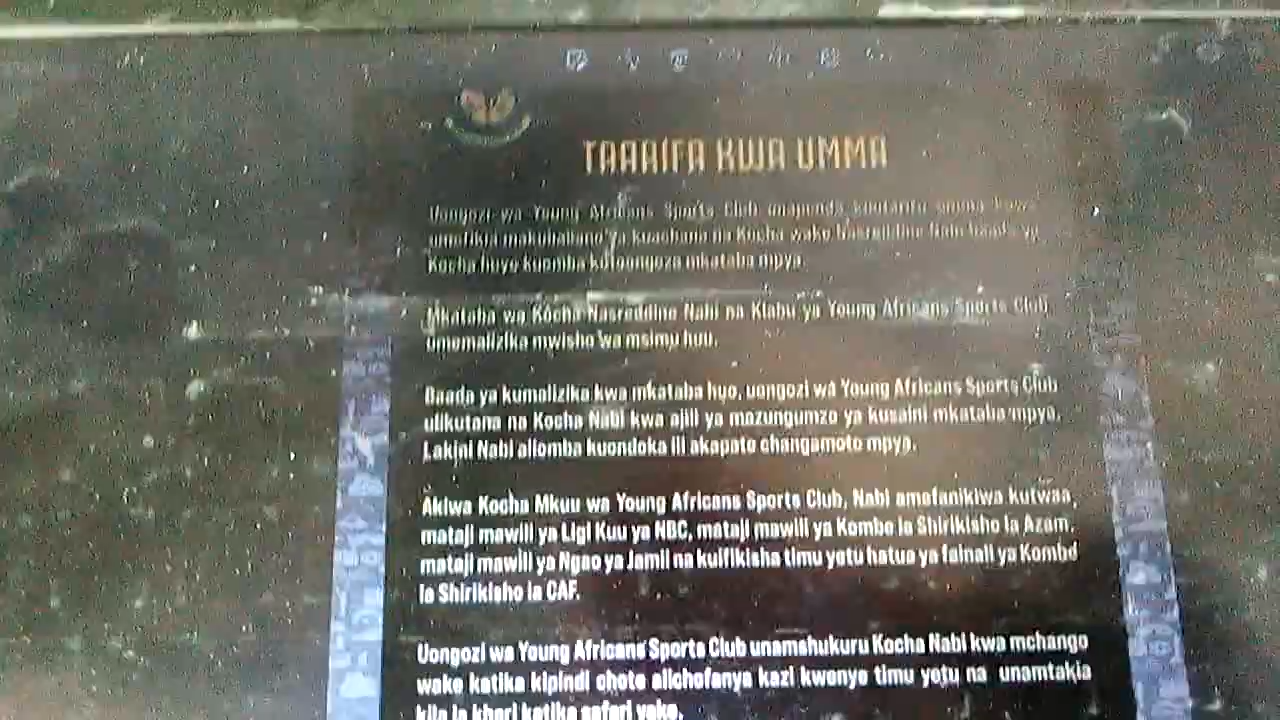 TAARIFA KWA UMMA
Uongozi wa Young Africans Sports Club unapenda kuutarifu umma kuwa
umefikia makubaliano ya kuachana na Kocha wake Nasreddine Nabi baada ya
Kocha huyo kuomba kutoongeza mkataba mpya.
Mkataba wa Kocha Nasreddine Nabi na Klabu ya Young Africans Sports Club
umemalizika mwisho wa msimu huu.
Baada ya kumalizika kwa mkataba huo, uongozi wa Young Africans Sports Club
ulikutana na Kocha Nabi kwa ajili ya mazungumzo ya kusaini mkataba mpya.
Lakini Nabi aliomba kuondoka ili akapate changamoto mpya.
Akiwa Kocha Mkuu wa Young Africans Sports Club, Nabi amefanikiwa kutwaa,
mataji mawili ya Ligi Kuu ya NBC, mataji mawili ya Kombe la Shirikisho la Azam,
mataji mawili ya Ngao ya Jamii na kuifikisha timu yetu hatua ya fainali ya Kombe
la Shirikisho la CAF.
Uongozi wa Young Africans Sports Club unamshukuru Kocha Nabi kwa mchango
wake katika kipindi chote alichofanya kazi kwenye timu yetu na unamtakia
kila la kheri katika safari yake.